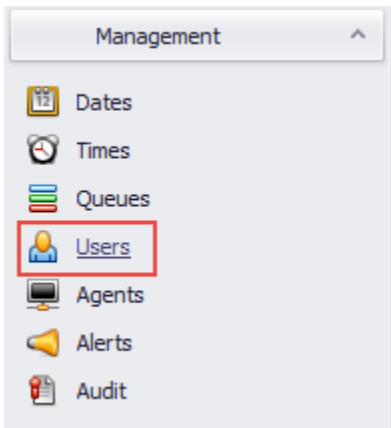 Management
12
Dates
Times
Queues
Users
Agents
Alerts
Audit